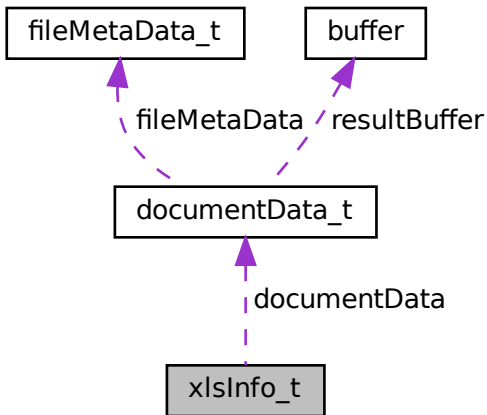 fileMetaData_t
buffer
fileMetaData
resultBuffer
documentData_t
documentData
xlsInfo_t